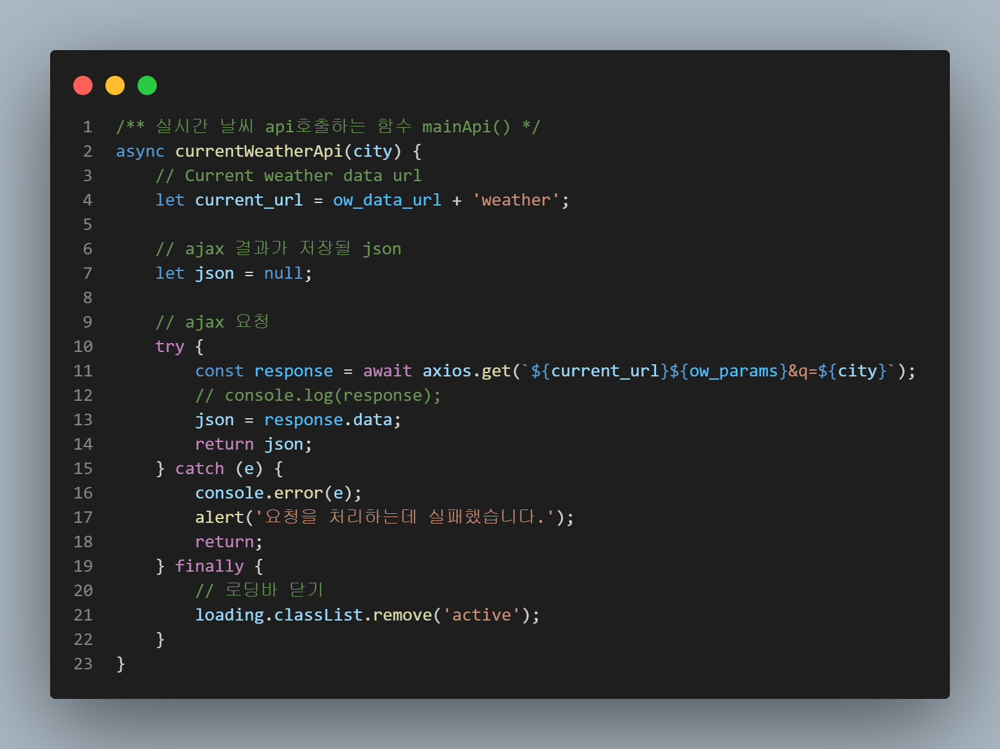 1 /** 실시간 날씨 api호출하는 함수 mainApi() */
2 async currentWeatherApi(city) {
3     // Current weather data url
4     let current_url = ow_data_url + 'weather';
5
6     // ajax 결과가 저장될 json
7     let json = null;
8
9     // ajax 요청
10     try {
11         const response = await axios.get(`${current_url}${ow_params}&q=${city}`);
12         // console.log(response);
13         json = response.data;
14         return json;
15     } catch (e) {
16         console.error(e);
17         alert('요청을 처리하는데 실패했습니다.');
18         return;
19     } finally {
20         // 로딩바 닫기
21         loading.classList.remove('active');
22     }
23 }